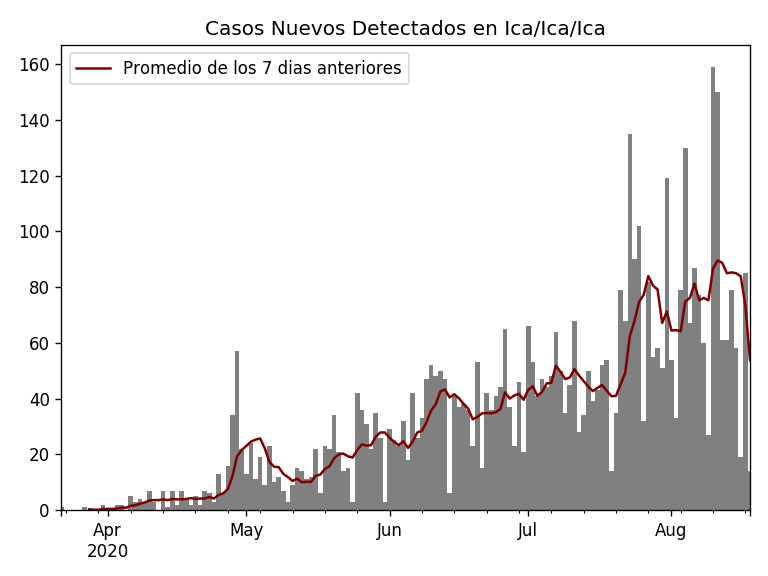 Casos Nuevos Detectados en Ica/Ica/Ica
Promedio de los 7 dias anteriores
160
140
120
100
80
60
40
20
0
Apr
2020
May
Jun
Jul
Aug